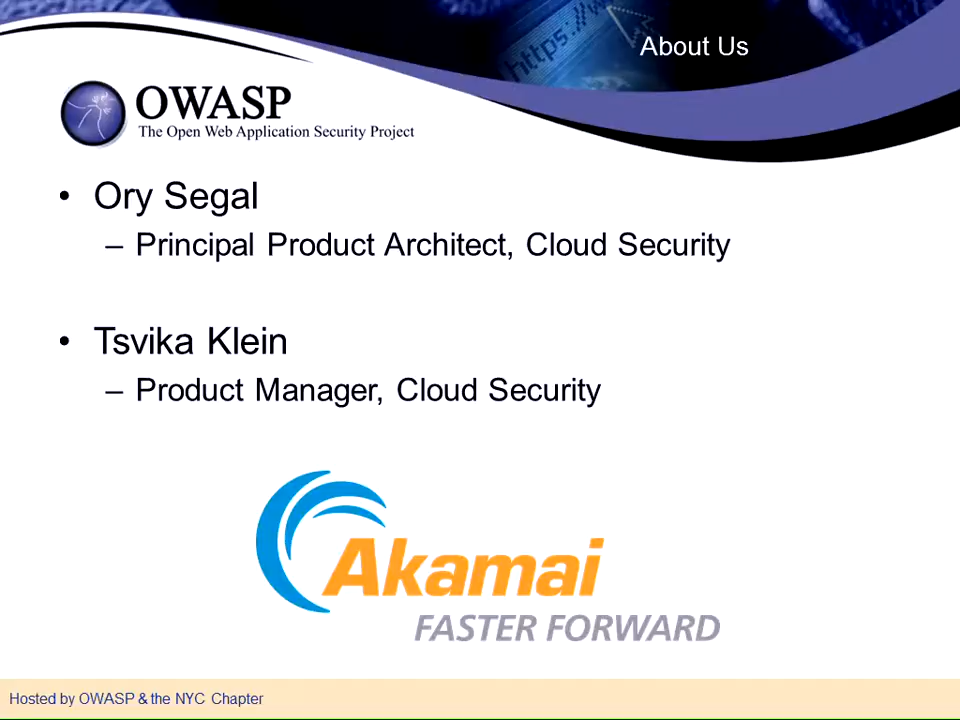 https://w
About Us
OWASP
The Open Web Application Security Project
• Ory Segal
– Principal Product Architect, Cloud Security
• Tsvika Klein
– Product Manager, Cloud Security
Akamai
FASTER FORWARD
Hosted by OWASP & the NYC Chapter